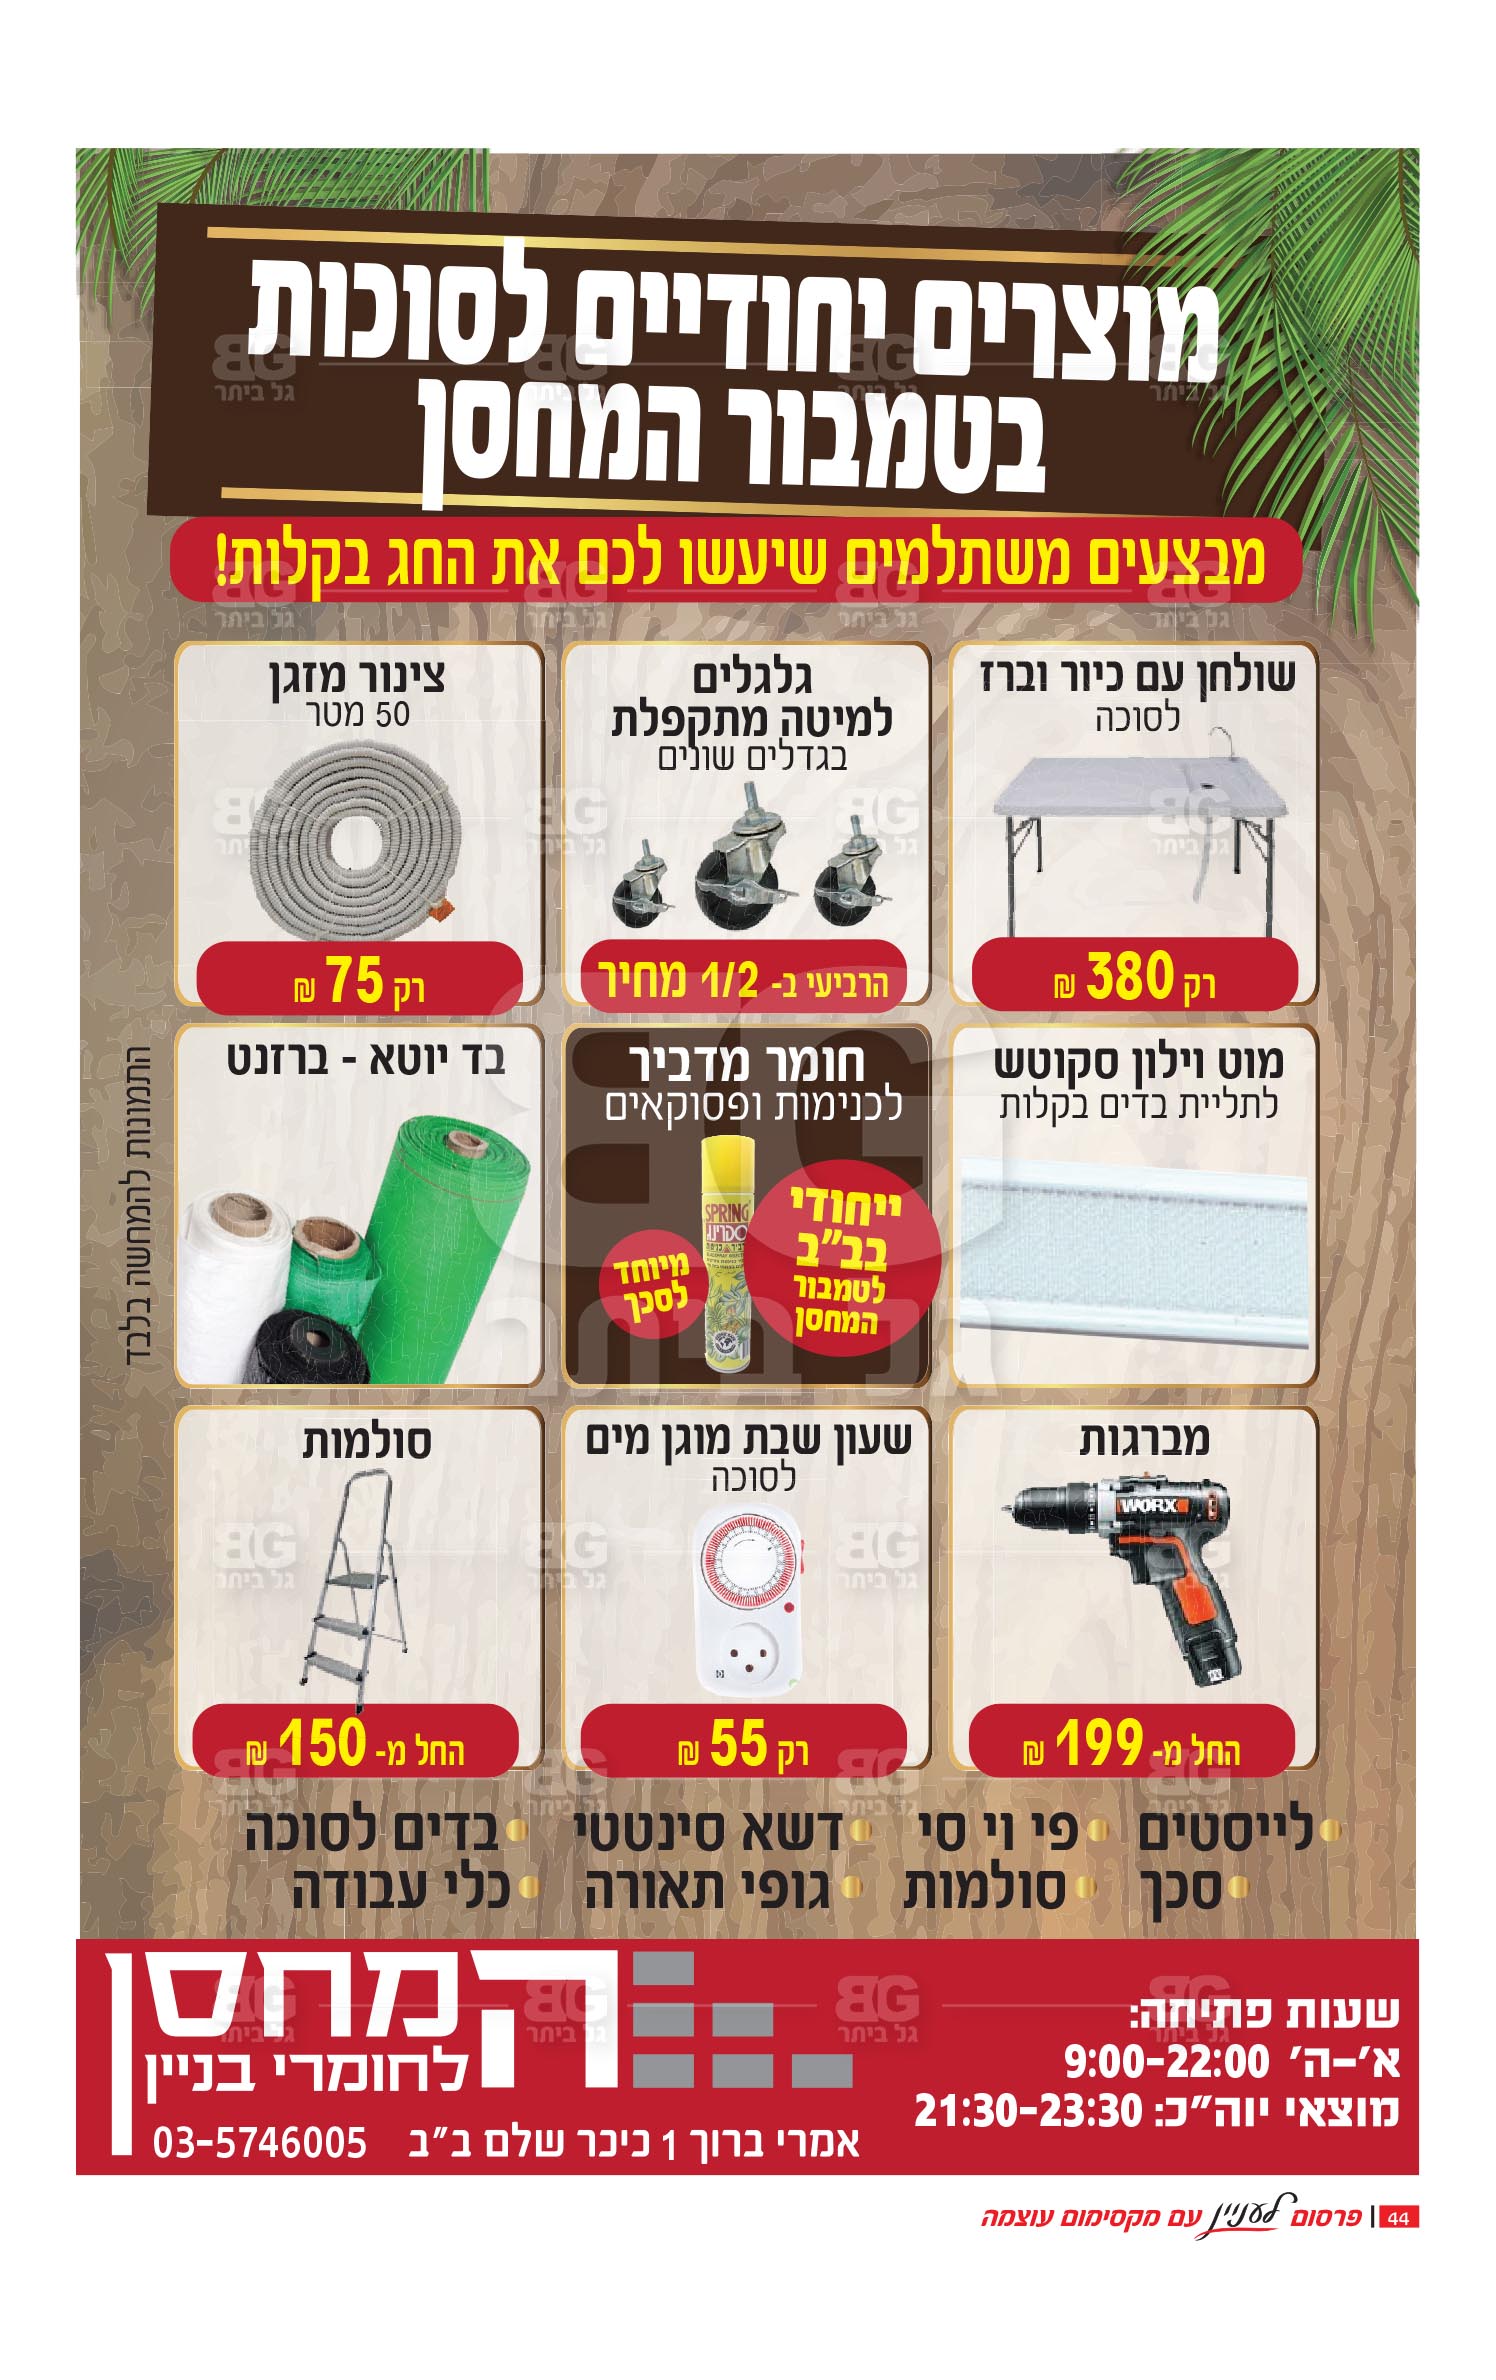 מוצרים יחודיים לסוכות
בטמבור המחסן
מבצעים משתלמים שיעשו לכם את החג בקלות!
שולחן עם כיור וברז
לסוכה
רק 380 ₪
גלגלים
למיטה מתקפלת
בגדלים שונים
הרביעי ב- 1/2 מחיר
צינור מזגן
50 מטר
רק 75 ₪
מוט וילון סקוטש
לתליית בדים בקלות
חומר מדביר
לכנימות ופסוקאים
SPRING
ייחודי
בב"ב
לטמבור
המחסן
מיוחד
לסכך
בד יוטא - ברזנט
מברגות
WORX
החל מ- 199 ₪
שעון שבת מוגן מים
לסוכה
רק 55 ₪
סולמות
החל מ- 150 ₪
התמונות להמחשה בלבד
• לייסטים • פי וי סי • דשא סינטטי • בדים לסוכה
• סכך • סולמות • גופי תאורה • כלי עבודה
שעות פתיחה:
א'–ה' 9:00-22:00
מוצאי יוה"כ: 21:30-23:30
המחסן
לחומרי בניין
אמרי ברוך 1 כיכר שלם ב"ב 03-5746005
44 | פרסום לעניין עם מקסימום עוצמה
BG
גל ביתר